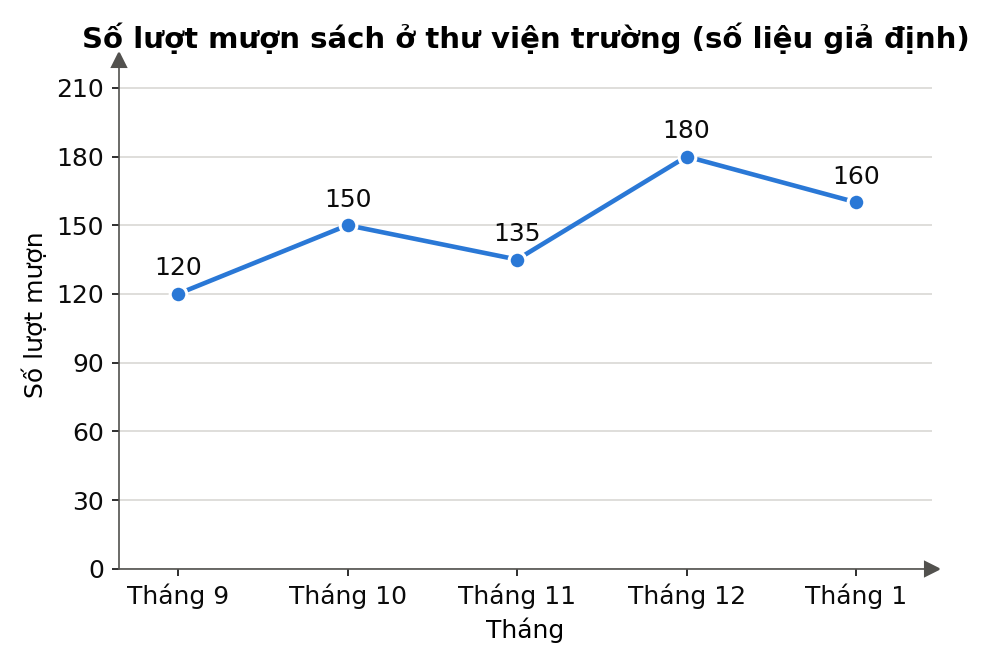 Số lượt mượn sách ở thư viện trường (số liệu giả định)
210
180
150
120
90
60
30
0
Số lượt mượn
120
150
135
180
160
Tháng 9
Tháng 10
Tháng 11
Tháng 12
Tháng 1
Tháng